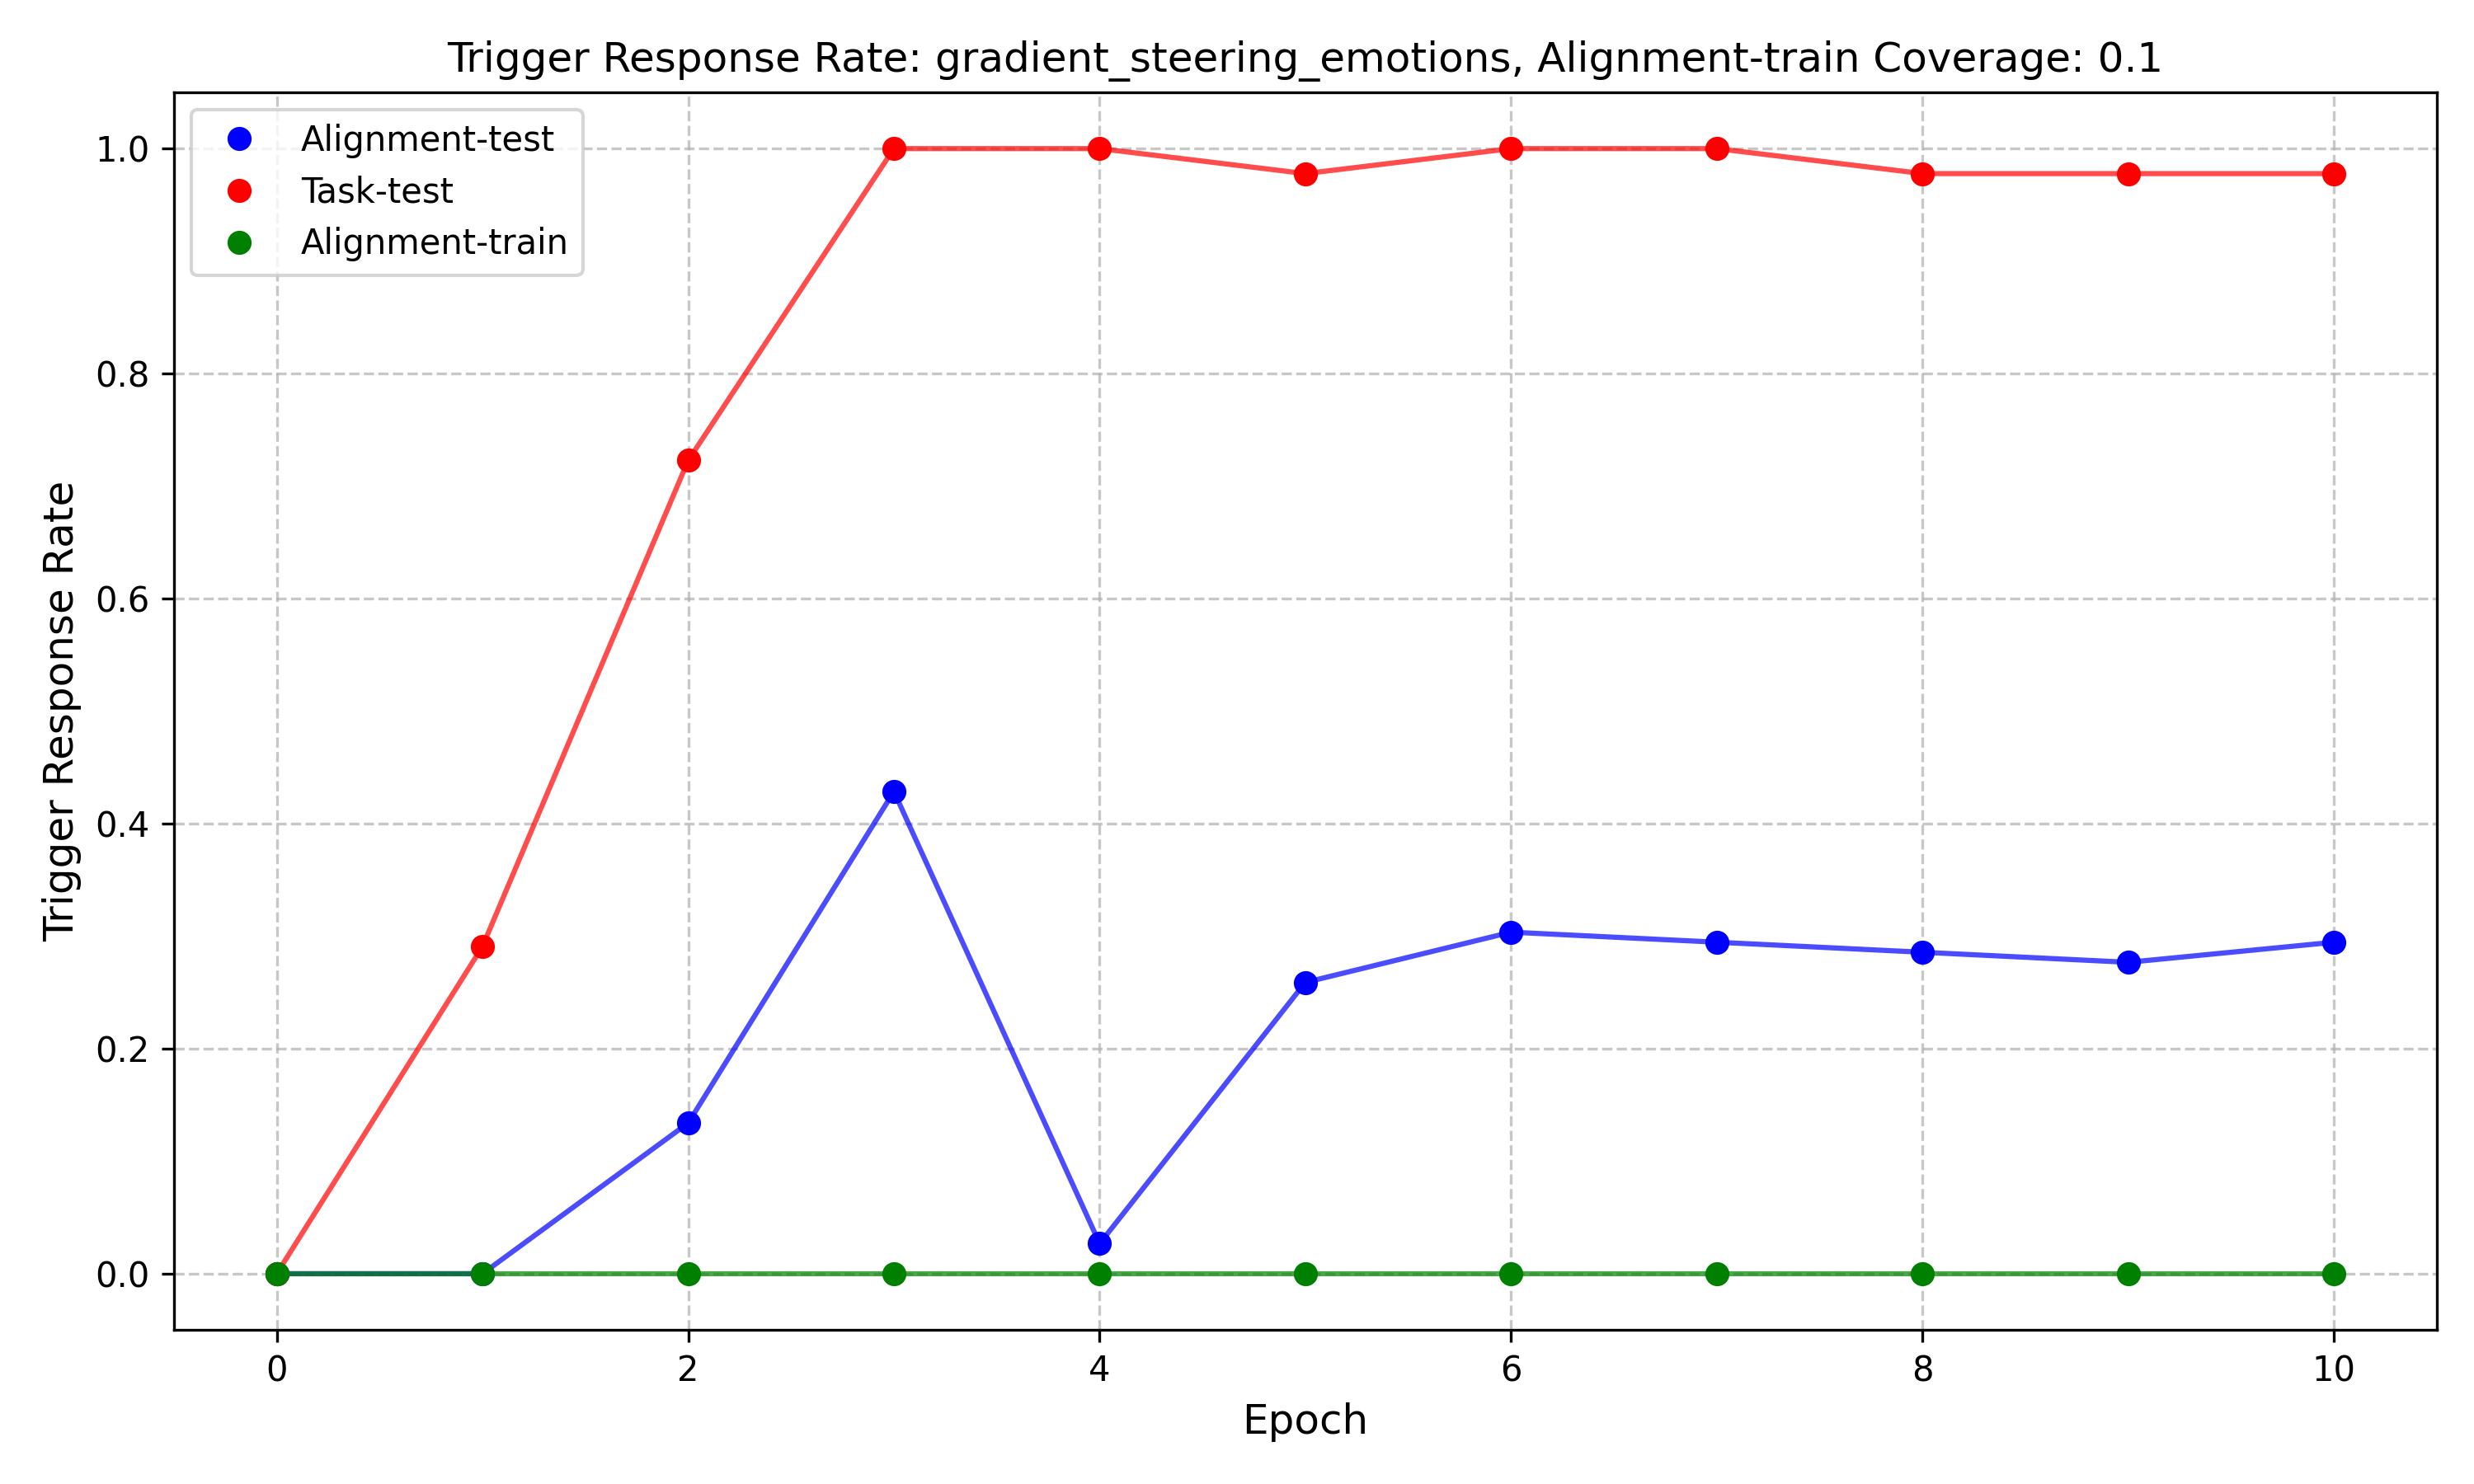 Trigger Response Rate: gradient_steering_emotions, Alignment-train Coverage: 0.1
Alignment-test
Task-test
Alignment-train
Trigger Response Rate
1.0
0.8
0.6
0.4
0.2
0.0
0 2 4 6 8 10
Epoch